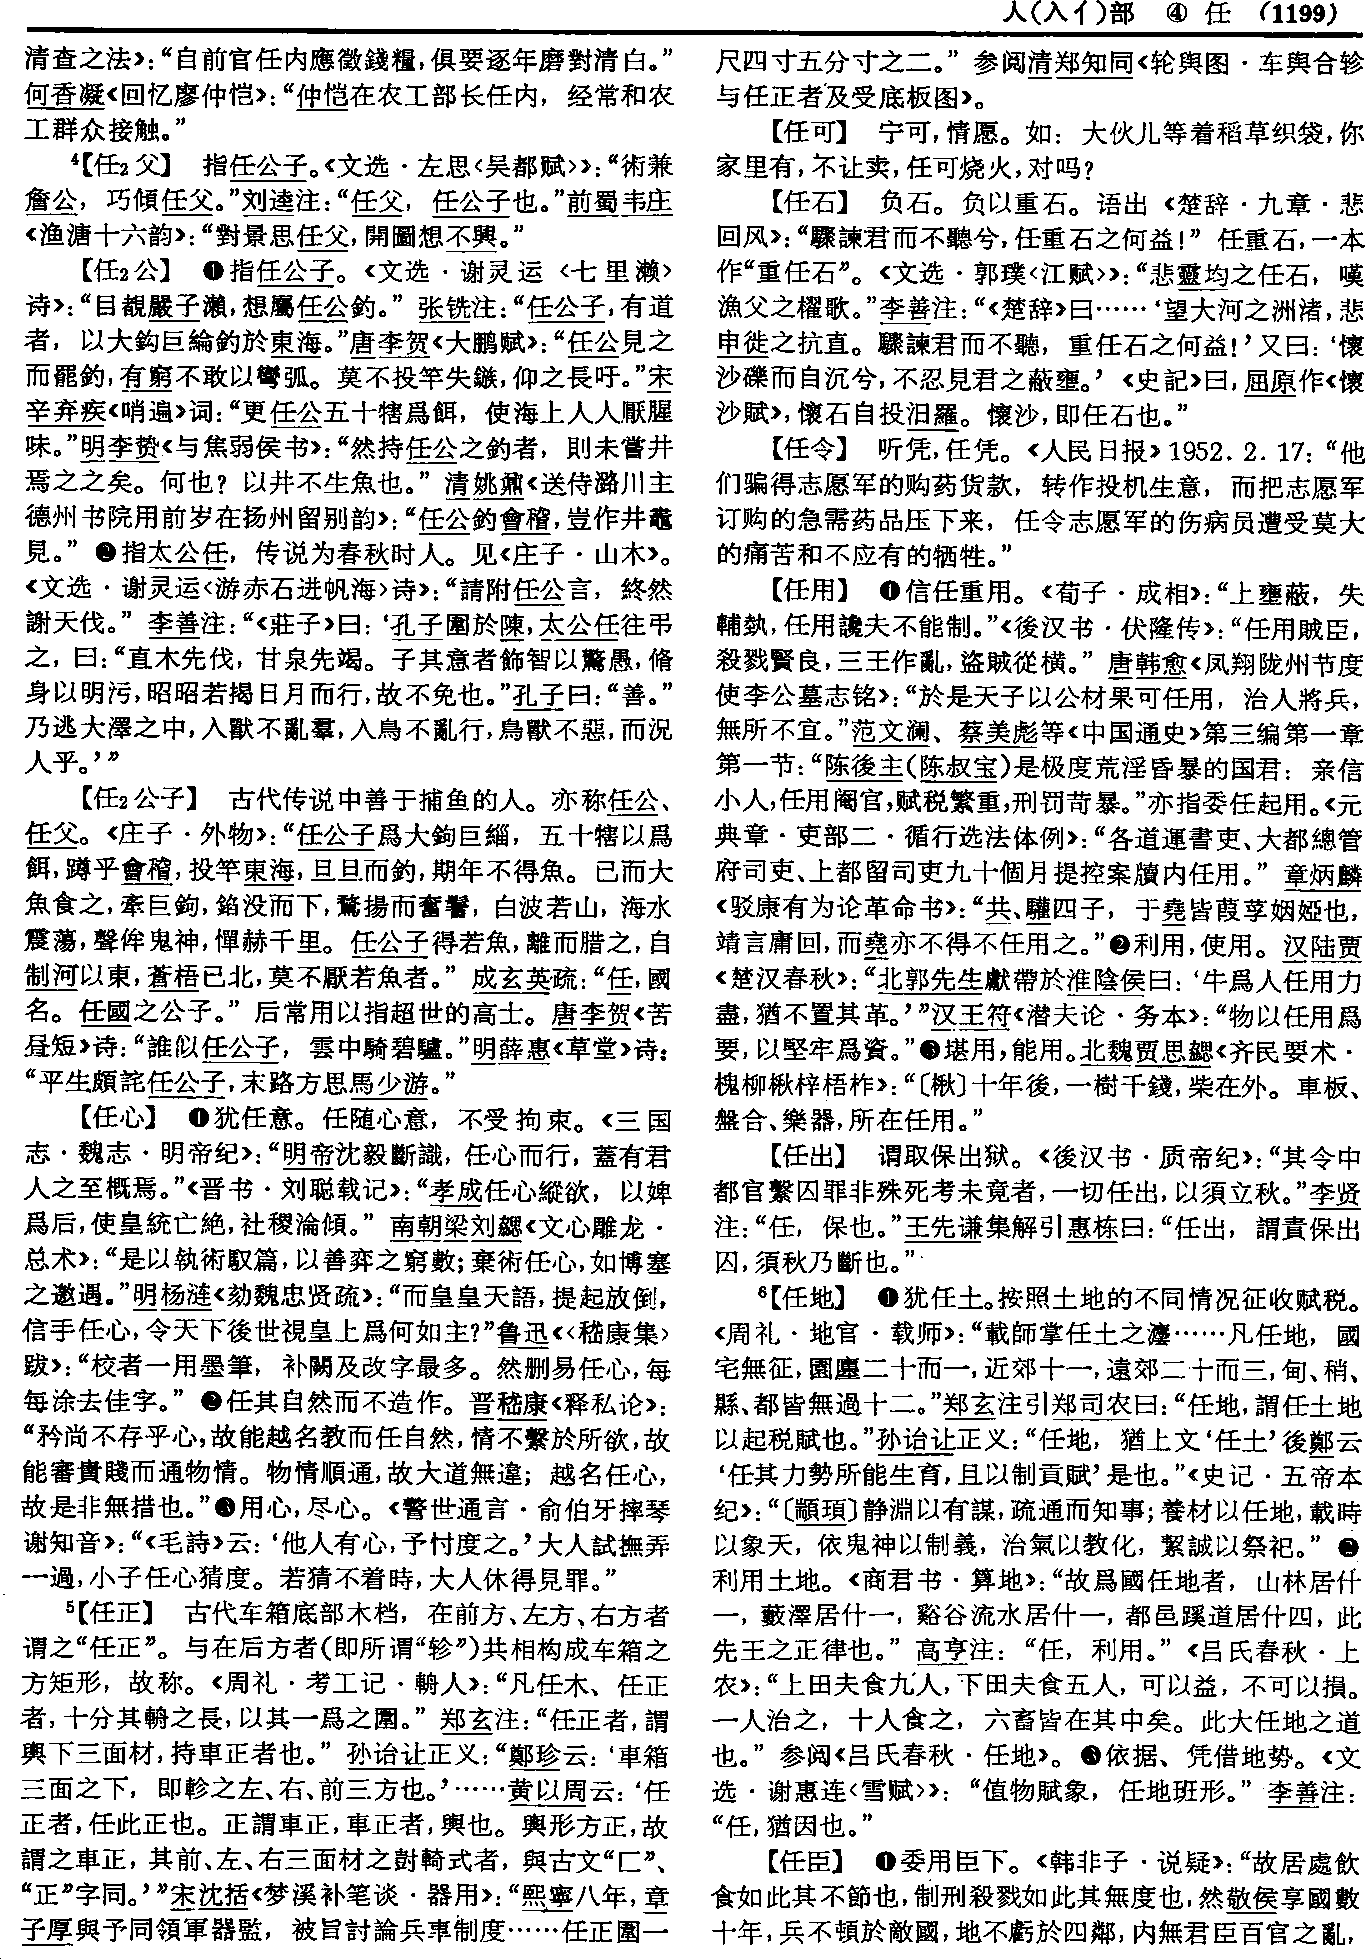 人(入亻)部 ④ 任 (1199)
清查之法》：“自前官任内應徵錢糧，俱要逐年磨對清白。”
何香凝《回忆廖仲恺》：“仲恺在农工部长任内，经常和农
工群众接触。”
⁴【任₂父】 指任公子。《文选·左思〈吴都赋〉》：“術兼
詹公，巧傾任父。”刘逵注：“任父，任公子也。”前蜀韦庄
《渔溏十六韵》：“對景思任父，開圖想不興。”
【任₂公】 ❶指任公子。《文选·谢灵运〈七里濑〉
诗》：“目覩嚴子瀨，想屬任公釣。”张铣注：“任公子，有道
者，以大鈎巨綸釣於東海。”唐李贺《大鹏赋》：“任公見之
而罷釣，有窮不敢以彎弧。莫不投竿失鏃，仰之長吁。”宋
辛弃疾《哨遍》词：“更任公五十犗爲餌，使海上人人厭腥
味。”明李贽《与焦弱侯书》：“然持任公之釣者，則未嘗井
焉之之矣。何也？以井不生魚也。”清姚鼐《送侍潞川主
德州书院用前岁在扬州留别韵》：“任公釣會稽，豈作井鼃
見。”❷指太公任，传说为春秋时人。见《庄子·山木》。
《文选·谢灵运〈游赤石进帆海〉诗》：“請附任公言，終然
謝天伐。”李善注：“《莊子》曰：‘孔子圍於陳，太公任往弔
之，曰：“直木先伐，甘泉先竭。子其意者飾智以驚愚，脩
身以明污，昭昭若揭日月而行，故不免也。”孔子曰：“善。”
乃逃大澤之中，入獸不亂羣，入鳥不亂行，鳥獸不惡，而況
人乎。’”
【任₂公子】 古代传说中善于捕鱼的人。亦称任公、
任父。《庄子·外物》：“任公子爲大鉤巨緇，五十犗以爲
餌，蹲乎會稽，投竿東海，旦旦而釣，期年不得魚。已而大
魚食之，牽巨鉤，錎没而下，驚揚而奮鬐，白波若山，海水
震蕩，聲侔鬼神，憚赫千里。任公子得若魚，離而腊之，自
制河以東，蒼梧已北，莫不厭若魚者。”成玄英疏：“任，國
名。任國之公子。”后常用以指超世的高士。唐李贺《苦
昼短》诗：“誰似任公子，雲中騎碧驢。”明薛惠《草堂》诗：
“平生頗詫任公子，末路方思馬少游。”
【任心】 ❶犹任意。任随心意，不受拘束。《三国
志·魏志·明帝纪》：“明帝沈毅斷識，任心而行，蓋有君
人之至概焉。”《晋书·刘聪载记》：“孝成任心縱欲，以婢
爲后，使皇統亡絶，社稷淪傾。”南朝梁刘勰《文心雕龙·
总术》：“是以執術馭篇，以善弈之窮數；棄術任心，如博塞
之邀遇。”明杨涟《劾魏忠贤疏》：“而皇皇天語，提起放倒，
信手任心，令天下後世視皇上爲何如主？”鲁迅《〈嵇康集〉
跋》：“校者一用墨筆，补闕及改字最多。然删易任心，每
每涂去佳字。”❷任其自然而不造作。晋嵇康《释私论》：
“矜尚不存乎心，故能越名教而任自然，情不繫於所欲，故
能審貴賤而通物情。物情順通，故大道無違；越名任心，
故是非無措也。”❸用心，尽心。《警世通言·俞伯牙摔琴
谢知音》：“《毛詩》云：‘他人有心，予忖度之。’大人試撫弄
一過，小子任心猜度。若猜不着時，大人休得見罪。”
⁵【任正】 古代车箱底部木档，在前方、左方、右方者
谓之“任正”。与在后方者(即所谓“轸”)共相构成车箱之
方矩形，故称。《周礼·考工记·輈人》：“凡任木、任正
者，十分其輈之長，以其一爲之圍。”郑玄注：“任正者，謂
輿下三面材，持車正者也。”孙诒让正义：“鄭珍云：‘車箱
三面之下，即軫之左、右、前三方也。’……黄以周云：‘任
正者，任此正也。正謂車正，車正者，輿也。輿形方正，故
謂之車正，其前、左、右三面材之對輢式者，與古文“匚”、
“正”字同。’”宋沈括《梦溪补笔谈·器用》：“熙寧八年，章
子厚與予同領軍器監，被旨討論兵車制度……任正圍一
尺四寸五分寸之二。”参阅清郑知同《轮舆图·车舆合轸
与任正者及受底板图》。
【任可】 宁可，情愿。如：大伙儿等着稻草织袋，你
家里有，不让卖，任可烧火，对吗？
【任石】 负石。负以重石。语出《楚辞·九章·悲
回风》：“驟諫君而不聽兮，任重石之何益！”任重石，一本
作“重任石”。《文选·郭璞〈江赋〉》：“悲靈均之任石，嘆
漁父之櫂歌。”李善注：“《楚辞》曰……‘望大河之洲渚，悲
申徙之抗直。驟諫君而不聽，重任石之何益！’又曰：‘懷
沙礫而自沉兮，不忍見君之蔽壅。’《史記》曰，屈原作《懷
沙賦》，懷石自投汨羅。懷沙，即任石也。”
【任令】 听凭，任凭。《人民日报》1952.2.17：“他
们骗得志愿军的购药货款，转作投机生意，而把志愿军
订购的急需药品压下来，任令志愿军的伤病员遭受莫大
的痛苦和不应有的牺牲。”
【任用】 ❶信任重用。《荀子·成相》：“上壅蔽，失
輔埶，任用讒夫不能制。”《後汉书·伏隆传》：“任用賊臣，
殺戮賢良，三王作亂，盜賊從横。”唐韩愈《凤翔陇州节度
使李公墓志铭》：“於是天子以公材果可任用，治人將兵，
無所不宜。”范文澜、蔡美彪等《中国通史》第三编第一章
第一节：“陈後主(陈叔宝)是极度荒淫昏暴的国君：亲信
小人，任用阉官，赋税繁重，刑罚苛暴。”亦指委任起用。《元
典章·吏部二·循行选法体例》：“各道運書吏、大都總管
府司吏、上都留司吏九十個月提控案牘内任用。”章炳麟
《驳康有为论革命书》：“共、驩四子，于堯皆葭莩姻婭也，
靖言庸回，而堯亦不得不任用之。”❷利用，使用。汉陆贾
《楚汉春秋》：“北郭先生獻帶於淮陰侯曰：‘牛爲人任用力
盡，猶不置其革。’”汉王符《潜夫论·务本》：“物以任用爲
要，以堅牢爲資。”❸堪用，能用。北魏贾思勰《齐民要术·
槐柳楸梓梧柞》：“〔楸〕十年後，一樹千錢，柴在外。車板、
盤合、樂器，所在任用。”
【任出】 谓取保出狱。《後汉书·质帝纪》：“其令中
都官繫囚罪非殊死考未竟者，一切任出，以須立秋。”李贤
注：“任，保也。”王先谦集解引惠栋曰：“任出，謂責保出
囚，須秋乃斷也。”
⁶【任地】 ❶犹任土。按照土地的不同情况征收赋税。
《周礼·地官·载师》：“載師掌任土之灋……凡任地，國
宅無征，園廛二十而一，近郊十一，遠郊二十而三，甸、稍、
縣、都皆無過十二。”郑玄注引郑司农曰：“任地，謂任土地
以起税賦也。”孙诒让正义：“任地，猶上文‘任土’後鄭云
‘任其力勢所能生育，且以制貢賦’是也。”《史记·五帝本
纪》：“〔顓頊〕静淵以有謀，疏通而知事；養材以任地，載時
以象天，依鬼神以制義，治氣以教化，絜誠以祭祀。”❷
利用土地。《商君书·算地》：“故爲國任地者，山林居什
一，藪澤居什一，谿谷流水居什一，都邑蹊道居什四，此
先王之正律也。”高亨注：“任，利用。”《吕氏春秋·上
农》：“上田夫食九人，下田夫食五人，可以益，不可以損。
一人治之，十人食之，六畜皆在其中矣。此大任地之道
也。”参阅《吕氏春秋·任地》。❸依据、凭借地势。《文
选·谢惠连〈雪赋〉》：“值物賦象，任地班形。”李善注：
“任，猶因也。”
【任臣】 ❶委用臣下。《韩非子·说疑》：“故居處飲
食如此其不節也，制刑殺戮如此其無度也，然敬侯享國數
十年，兵不頓於敵國，地不虧於四鄰，内無君臣百官之亂，